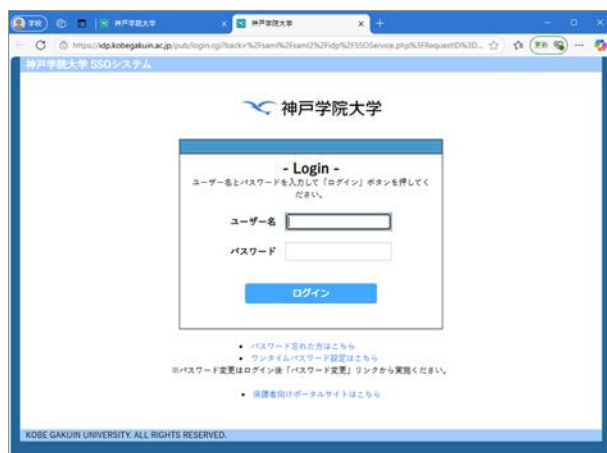 学校
神戸学院大学
神戸学院大学
https://idp.kobegakuin.ac.jp/pub/login.cgi?back=%2Fsaml%2Fsaml2%2Fidp%2FSSOService.php%3FRequestID%3D...
更新
神戸学院大学 SSOシステム
神戸学院大学
- Login -
ユーザー名とパスワードを入力して「ログイン」ボタンを押してく
ださい。
ユーザー名
パスワード
ログイン
パスワード忘れた方はこちら
ワンタイムパスワード設定はこちら
※パスワード変更はログイン後「パスワード変更」リンクから実施ください。
保護者向けポータルサイトはこちら
KOBE GAKUIN UNIVERSITY. ALL RIGHTS RESERVED.